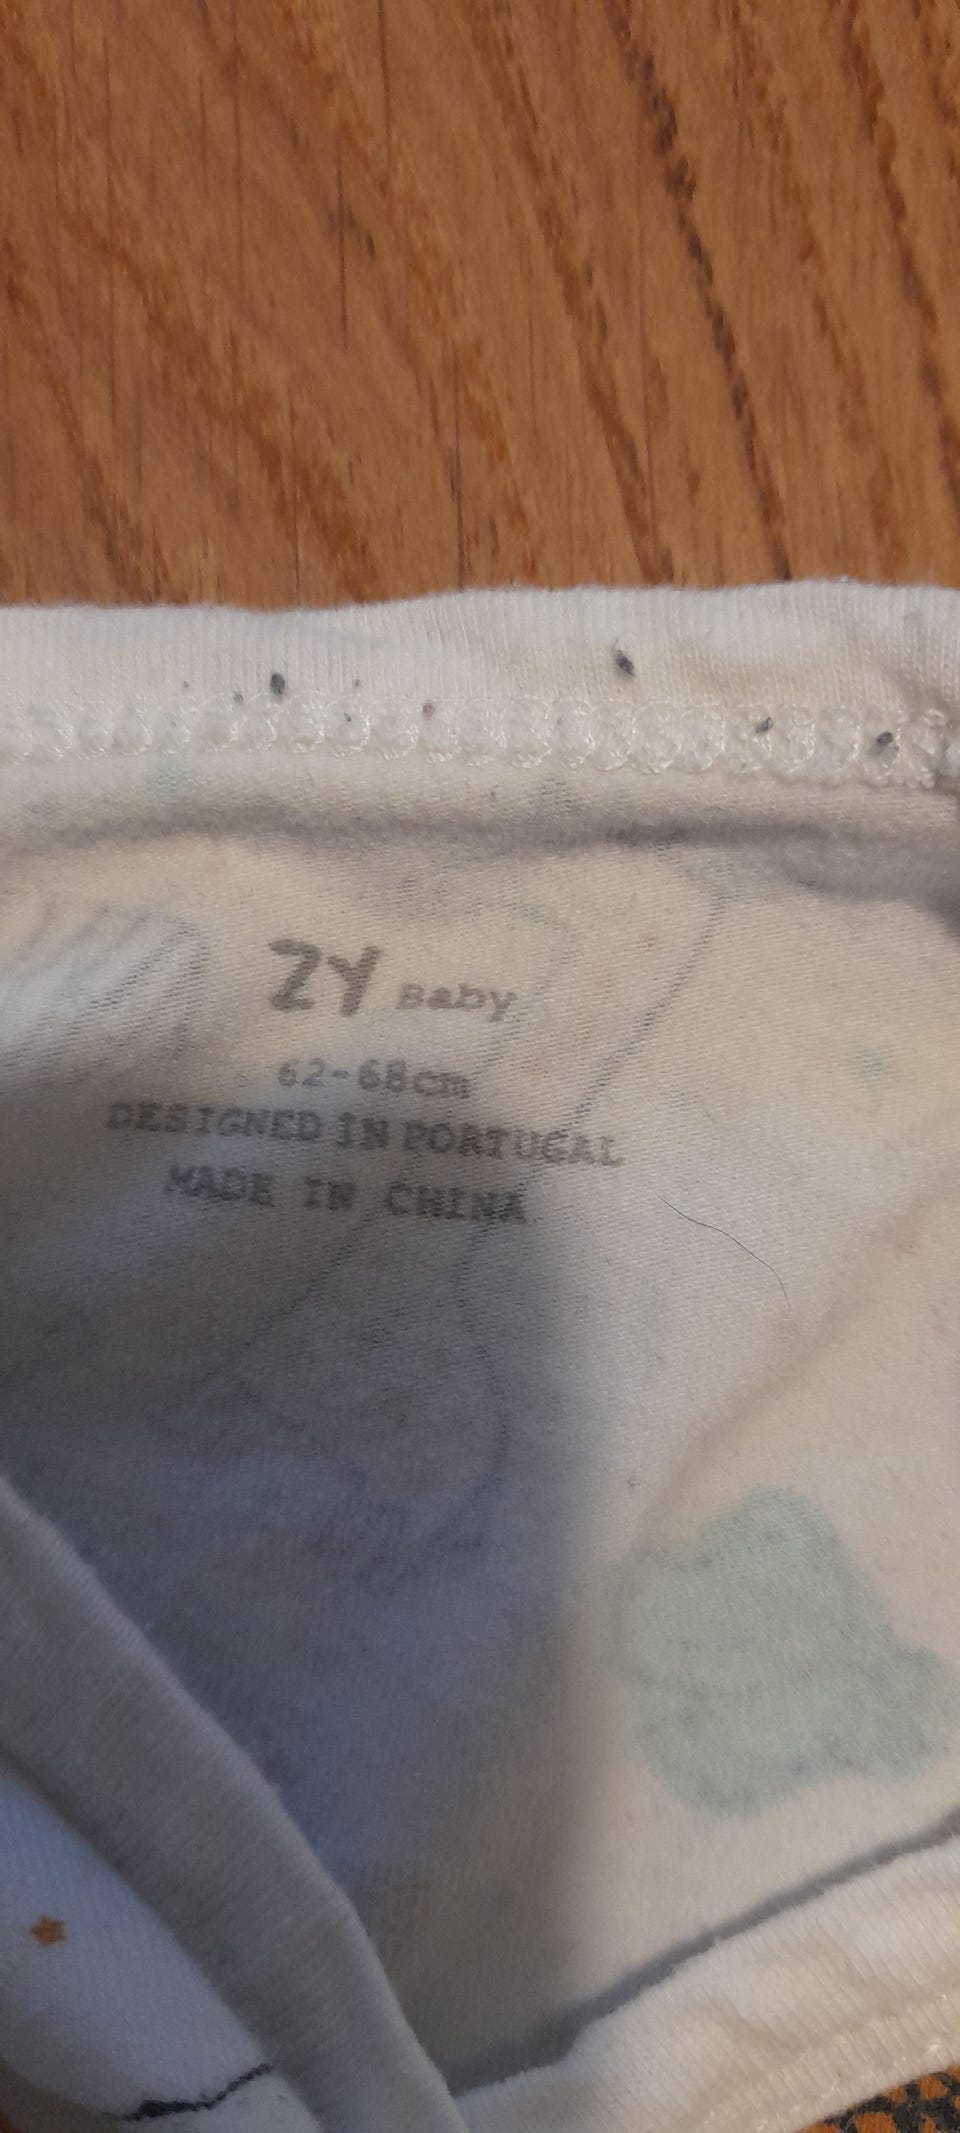 ZY Baby
62-68cm
DESIGNED IN PORTUGAL
MADE IN CHINA